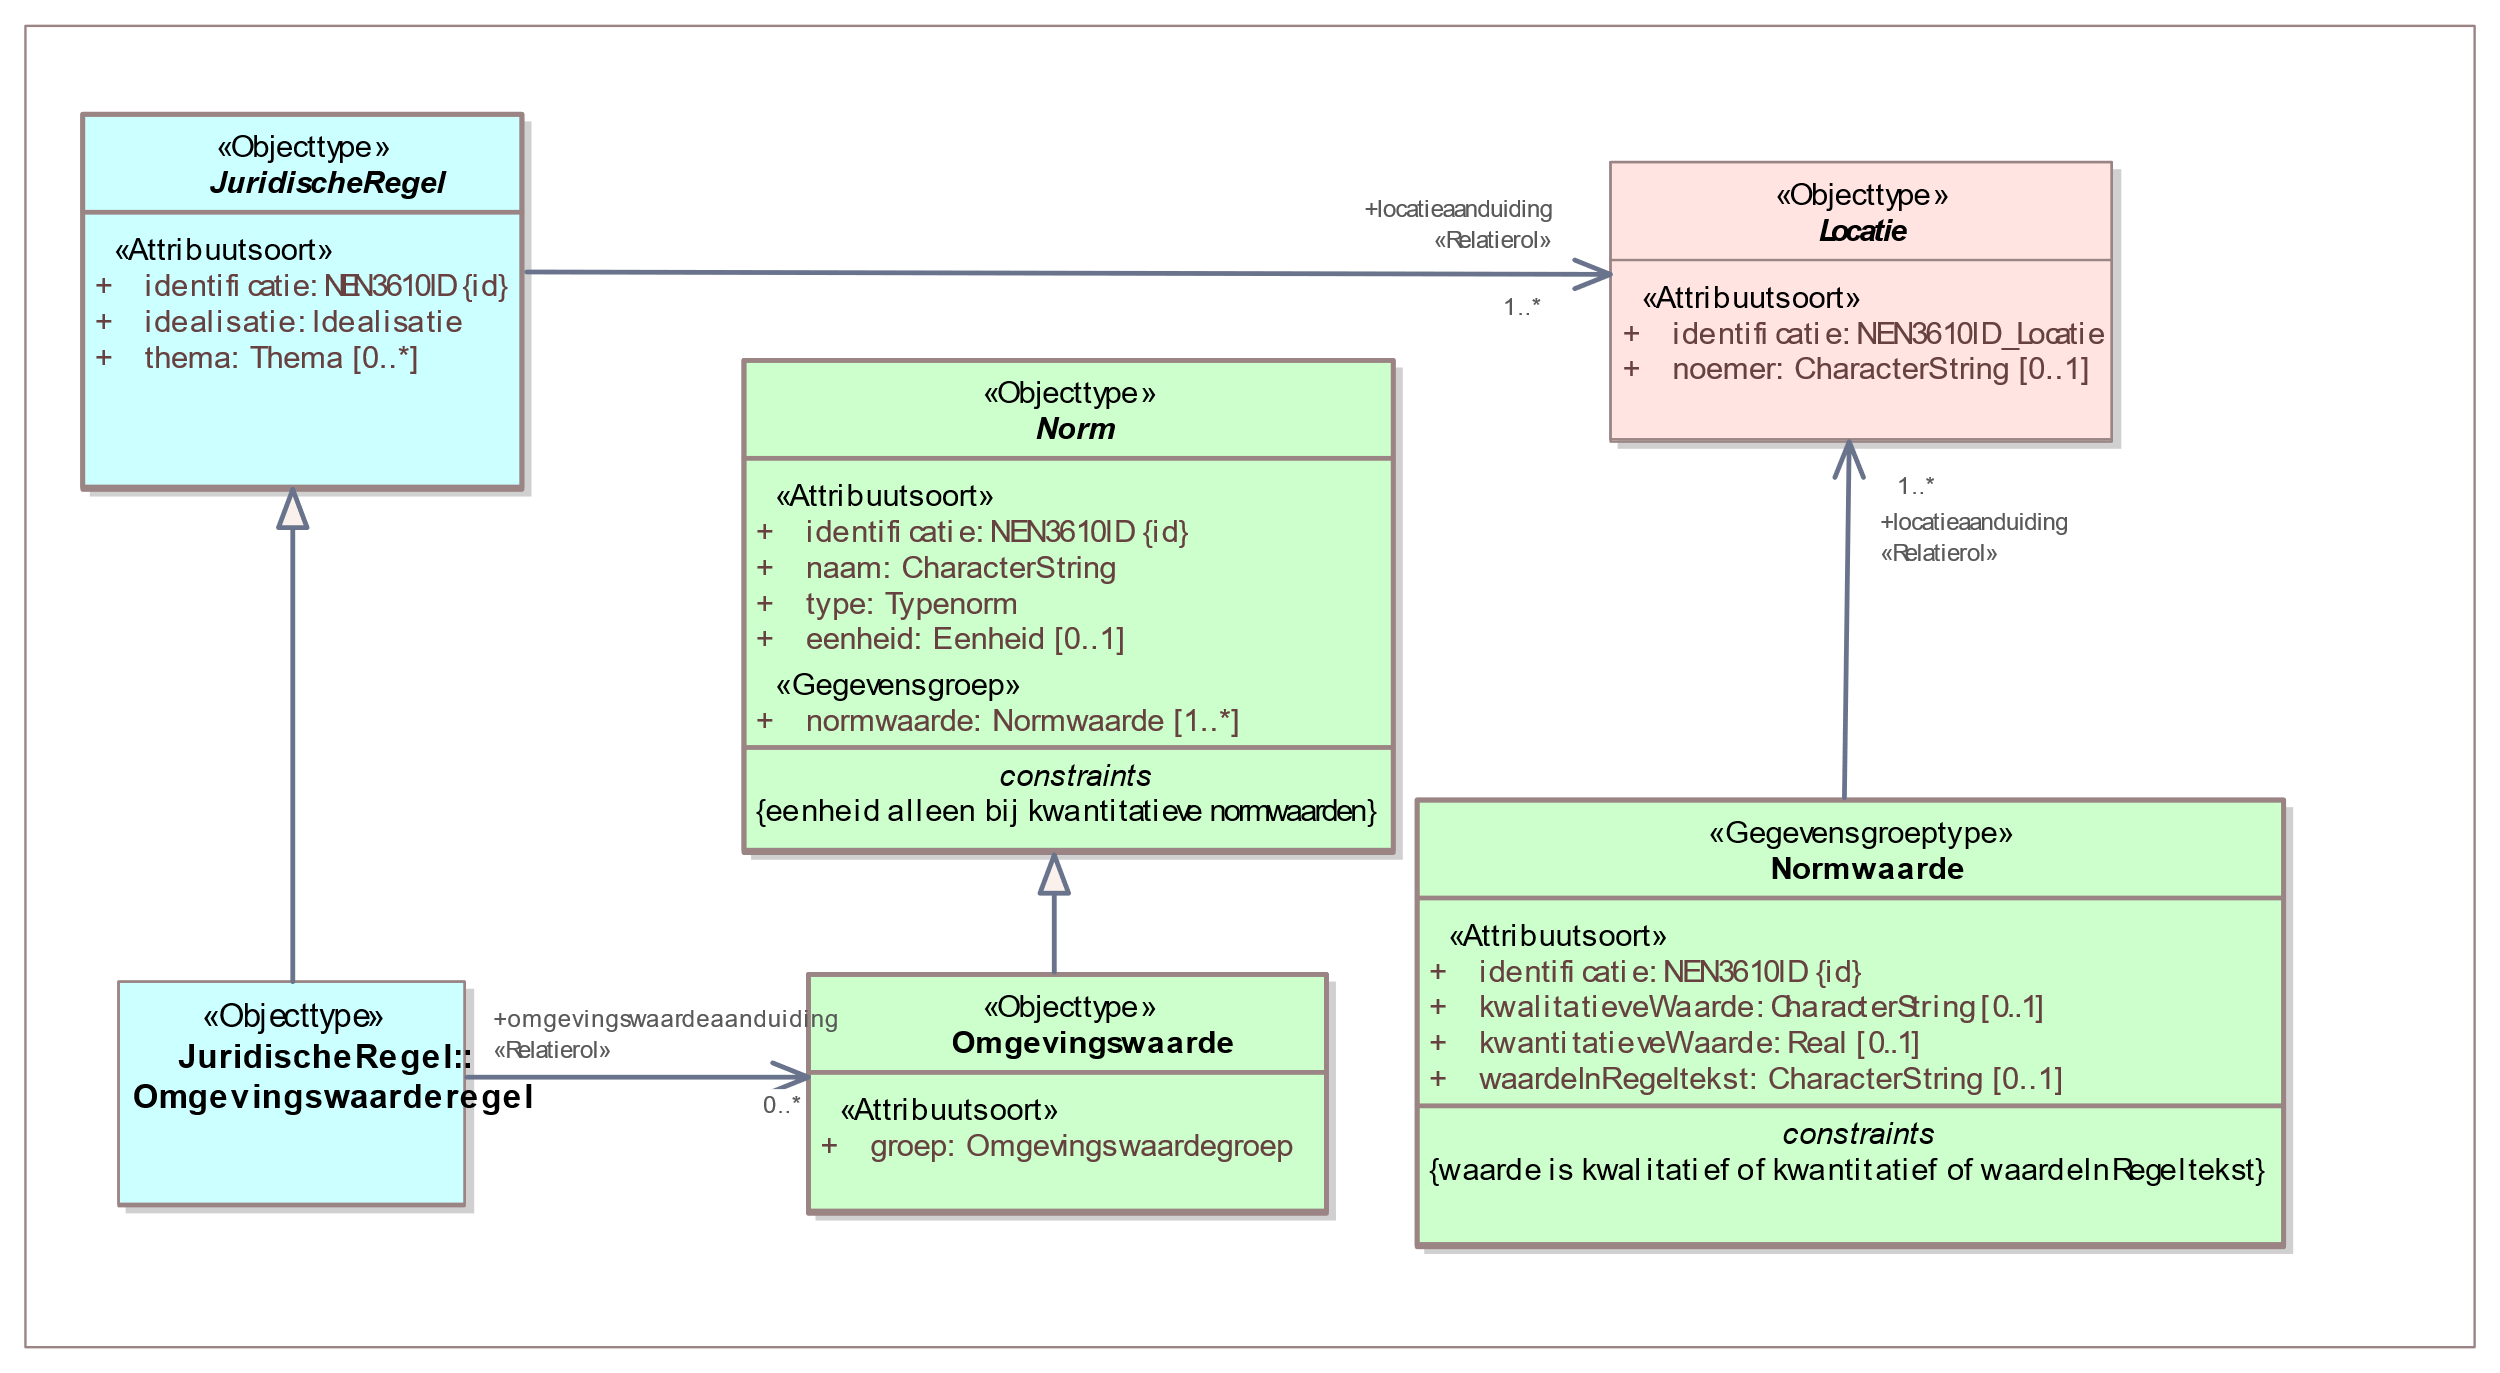 «Objecttype»
JuridischeRegel
«Attribuutsoort»
+ identificatie: NEN3610ID {id}
+ idealisatie: Idealisatie
+ thema: Thema [0..*]
+locatieaanduiding
«Relatierol»
1..*
«Objecttype»
Locatie
«Attribuutsoort»
+ identificatie: NEN3610ID_Locatie
+ noemer: CharacterString [0..1]
«Objecttype»
Norm
«Attribuutsoort»
+ identificatie: NEN3610ID {id}
+ naam: CharacterString
+ type: Typenorm
+ eenheid: Eenheid [0..1]
«Gegevensgroep»
+ normwaarde: Normwaarde [1..*]
constraints
{eenheid alleen bij kwantitatieve normwaarden}
1..*
+locatieaanduiding
«Relatierol»
«Gegevensgroeptype»
Normwaarde
«Attribuutsoort»
+ identificatie: NEN3610ID {id}
+ kwalitatieveWaarde: CharacterString [0..1]
+ kwantitatieveWaarde: Real [0..1]
+ waardeInRegeltekst: CharacterString [0..1]
constraints
{waarde is kwalitatief of kwantitatief of waardeInRegeltekst}
«Objecttype»
JuridischeRegel::
Omgevingswaarderegel
+omgevingswaardeaanduiding
«Relatierol»
0..*
«Objecttype»
Omgevingswaarde
«Attribuutsoort»
+ groep: Omgevingswaardegroep